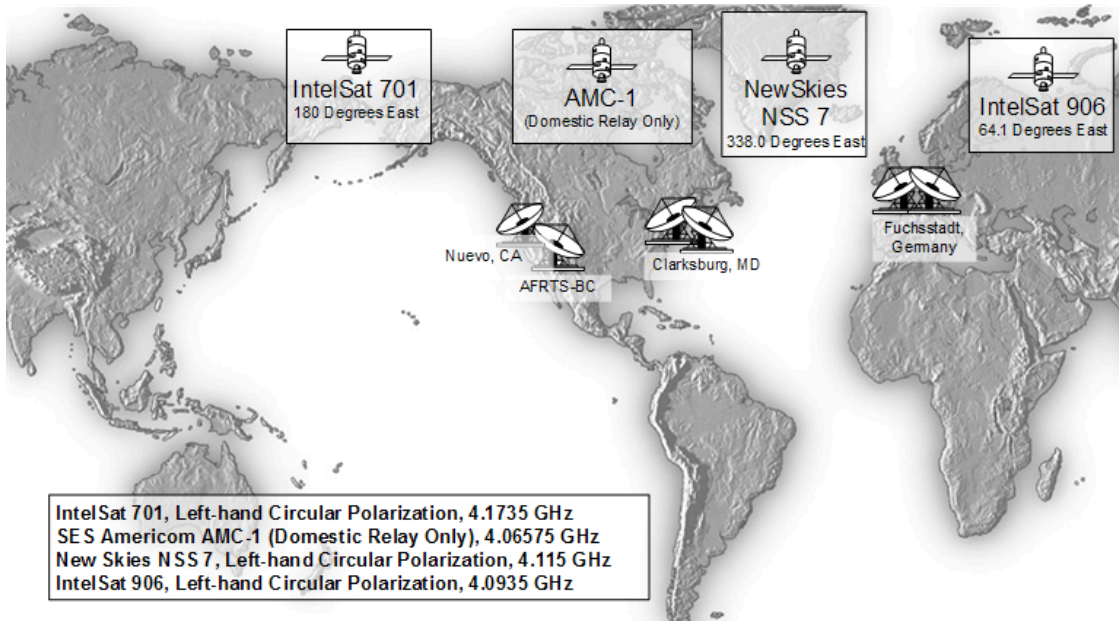 IntelSat 701
180 Degrees East
AMC-1
(Domestic Relay Only)
NewSkies
NSS 7
338.0 Degrees East
IntelSat 906
64.1 Degrees East
Nuevo, CA
AFRTS-BC
Clarksburg, MD
Fuchsstadt,
Germany
IntelSat 701, Left-hand Circular Polarization, 4.1735 GHz
SES Americom AMC-1 (Domestic Relay Only), 4.06575 GHz
New Skies NSS 7, Left-hand Circular Polarization, 4.115 GHz
IntelSat 906, Left-hand Circular Polarization, 4.0935 GHz